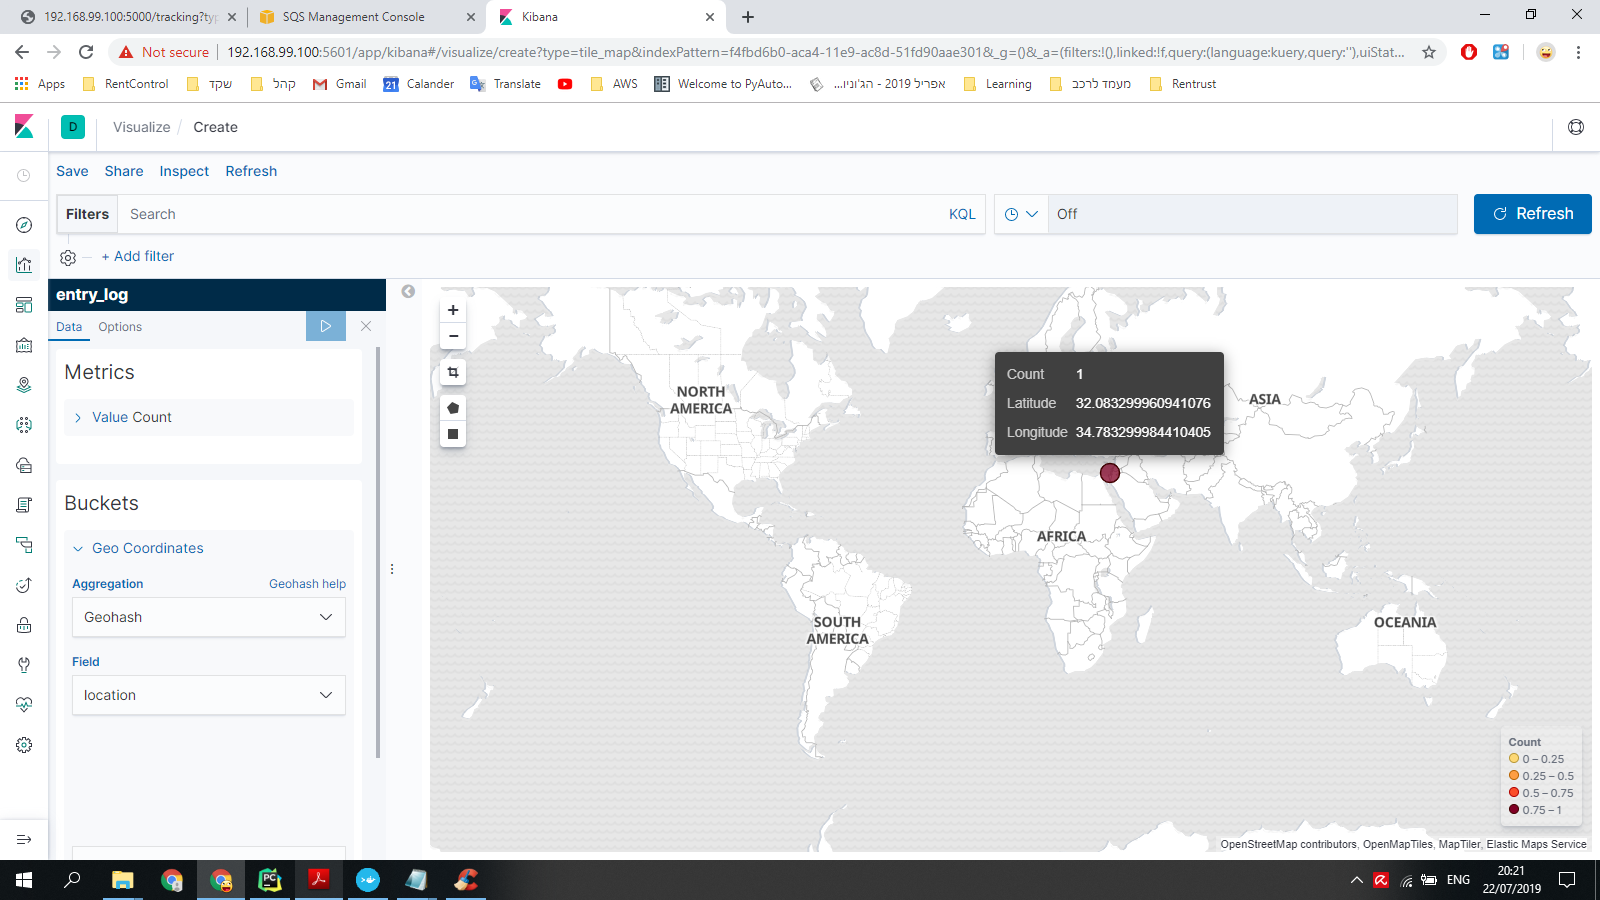 192.168.99.100:5000/tracking?typ
SQS Management Console
Kibana
Not secure
192.168.99.100:5601/app/kibana#/visualize/create?type=tile_map&indexPattern=f4fbd6b0-aca4-11e9-ac8d-51fd90aae301&_g=()&_a=(filters:!(),linked:!f,query:(language:kuery,query:''),uiStat...
Apps
RentControl
שקד
קהל
Gmail
21
Calander
Translate
AWS
Welcome to PyAuto...
אפריל 2019 - הג'וניו...
Learning
מעמד לרכב
Rentrust
D
Visualize / Create
Save
Share
Inspect
Refresh
Filters
Search
KQL
Off
Refresh
+ Add filter
entry_log
Data
Options
Metrics
Value Count
Buckets
Geo Coordinates
Aggregation
Geohash help
Geohash
Field
location
+
−
NORTH
AMERICA
Count 1
Latitude 32.083299960941076
Longitude 34.783299984410405
ASIA
AFRICA
SOUTH
AMERICA
OCEANIA
Count
0 – 0.25
0.25 – 0.5
0.5 – 0.75
0.75 – 1
OpenStreetMap contributors, OpenMapTiles, MapTiler, Elastic Maps Service
PC
ENG
20:21
22/07/2019